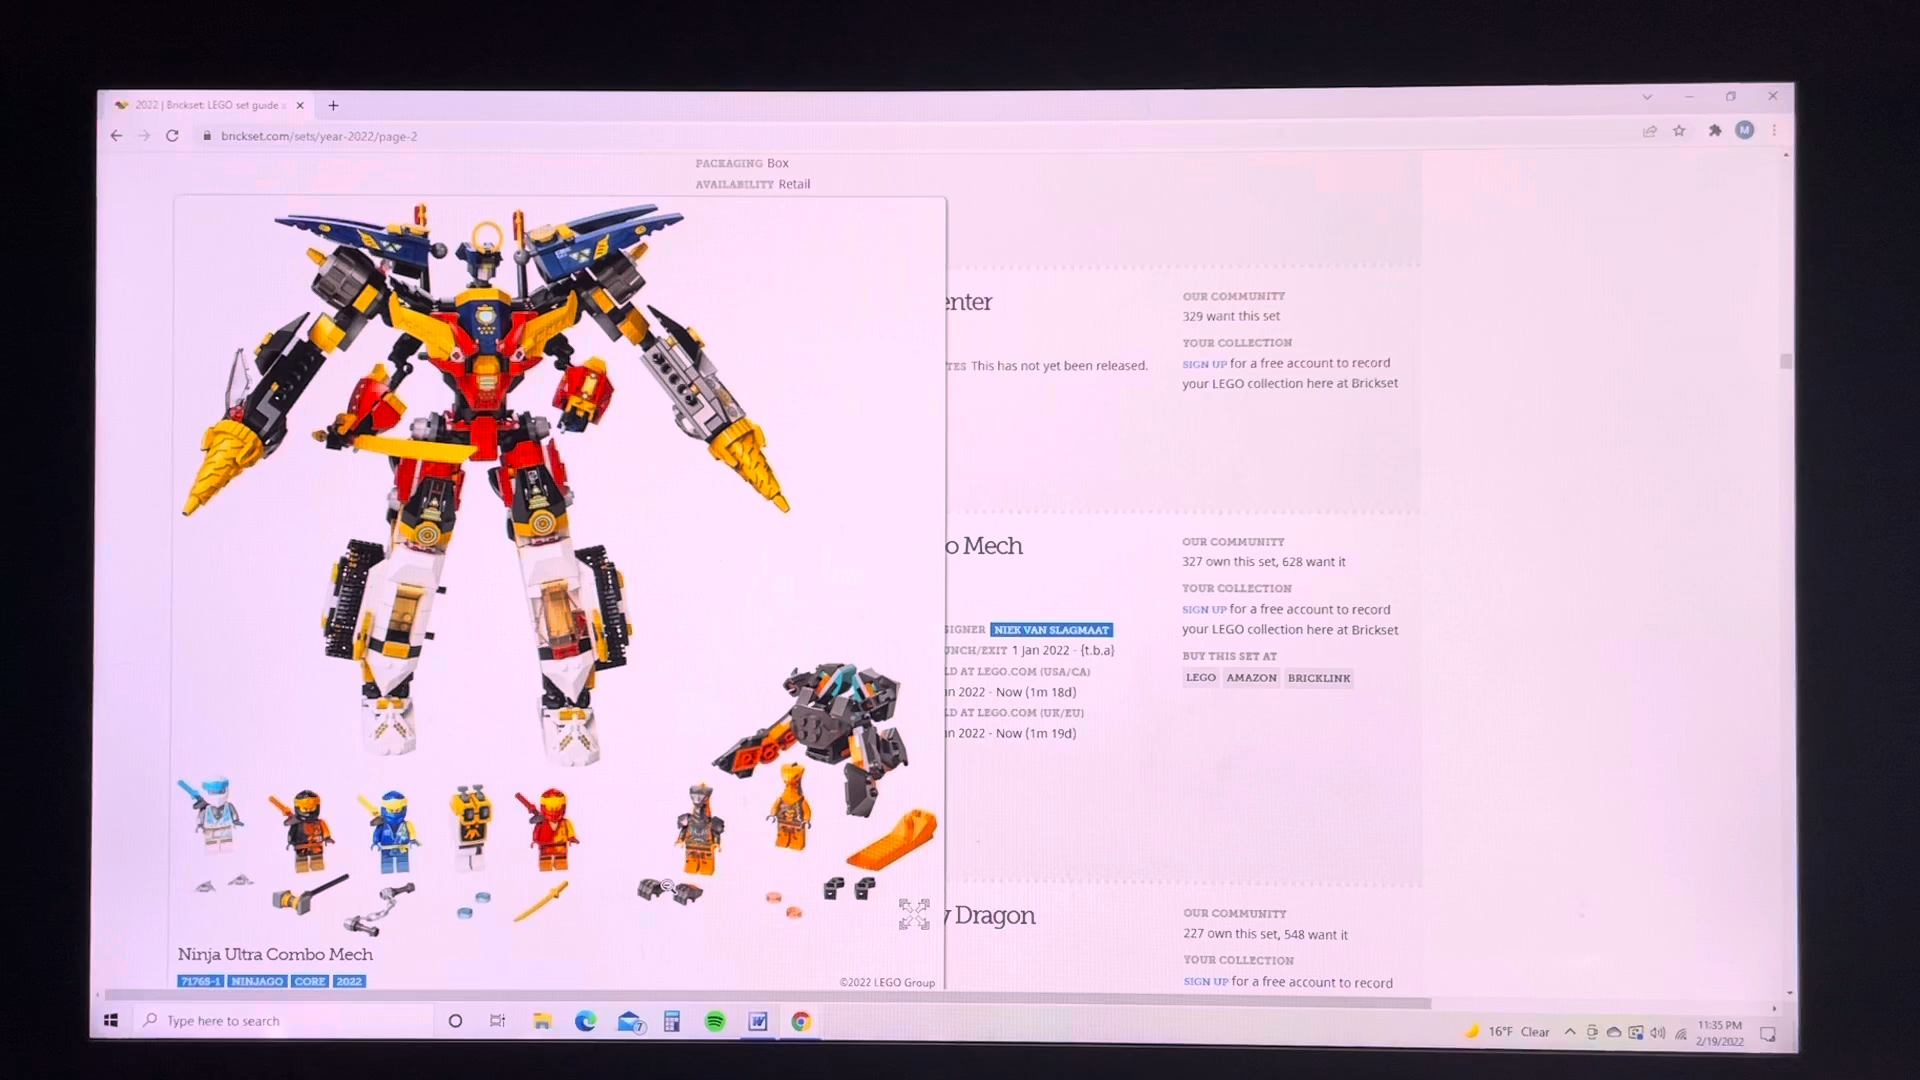 2022 | Brickset: LEGO set guide
brickset.com/sets/year-2022/page-2
M
PACKAGING Box
AVAILABILITY Retail
enter
TES This has not yet been released.
OUR COMMUNITY
329 want this set
YOUR COLLECTION
SIGN UP for a free account to record
your LEGO collection here at Brickset
o Mech
SIGNER NIEK VAN SLAGMAAT
UNCH/EXIT 1 Jan 2022 - {t.b.a}
LD AT LEGO.COM (USA/CA)
an 2022 - Now (1m 18d)
LD AT LEGO.COM (UK/EU)
an 2022 - Now (1m 19d)
OUR COMMUNITY
327 own this set, 628 want it
YOUR COLLECTION
SIGN UP for a free account to record
your LEGO collection here at Brickset
BUY THIS SET AT
LEGO AMAZON BRICKLINK
y Dragon
OUR COMMUNITY
227 own this set, 548 want it
YOUR COLLECTION
SIGN UP for a free account to record
Ninja Ultra Combo Mech
71765-1 NINJAGO CORE 2022
©2022 LEGO Group
Type here to search
7
W
16°F Clear
11:35 PM
2/19/2022